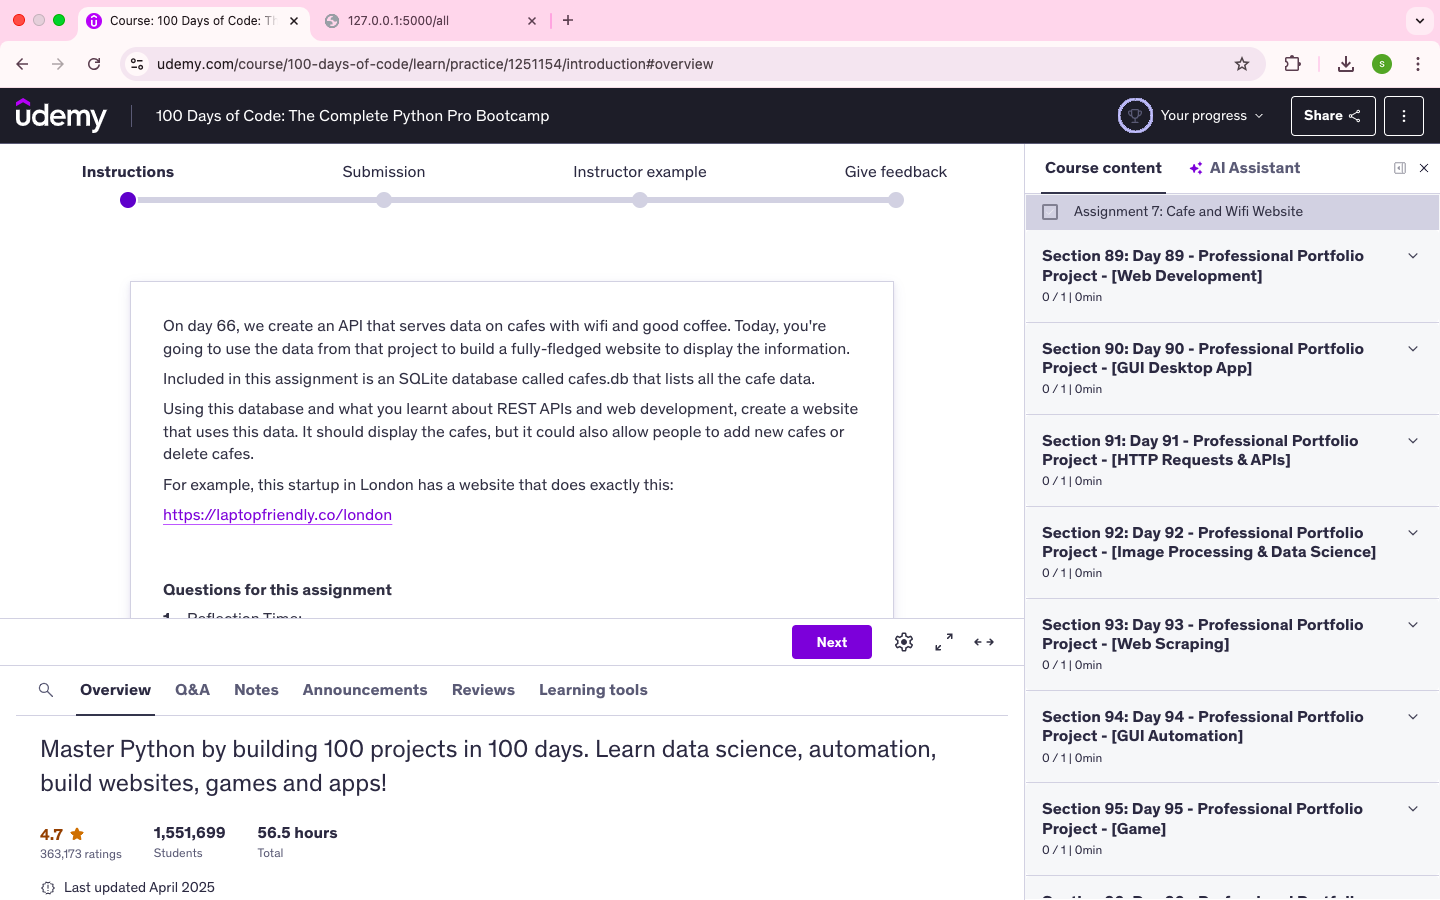 Course: 100 Days of Code: Th
127.0.0.1:5000/all
udemy.com/course/100-days-of-code/learn/practice/1251154/introduction#overview
S
udemy
100 Days of Code: The Complete Python Pro Bootcamp
Your progress
Share
Instructions
Submission
Instructor example
Give feedback
On day 66, we create an API that serves data on cafes with wifi and good coffee. Today, you're
going to use the data from that project to build a fully-fledged website to display the information.
Included in this assignment is an SQLite database called cafes.db that lists all the cafe data.
Using this database and what you learnt about REST APIs and web development, create a website
that uses this data. It should display the cafes, but it could also allow people to add new cafes or
delete cafes.
For example, this startup in London has a website that does exactly this:
https://laptopfriendly.co/london
Questions for this assignment
1. Reflection Time:
Next
Overview
Q&A
Notes
Announcements
Reviews
Learning tools
Master Python by building 100 projects in 100 days. Learn data science, automation,
build websites, games and apps!
4.7
363,173 ratings
1,551,699
Students
56.5 hours
Total
Last updated April 2025
Course content
AI Assistant
Assignment 7: Cafe and Wifi Website
Section 89: Day 89 - Professional Portfolio
Project - [Web Development]
0 / 1 | 0min
Section 90: Day 90 - Professional Portfolio
Project - [GUI Desktop App]
0 / 1 | 0min
Section 91: Day 91 - Professional Portfolio
Project - [HTTP Requests & APIs]
0 / 1 | 0min
Section 92: Day 92 - Professional Portfolio
Project - [Image Processing & Data Science]
0 / 1 | 0min
Section 93: Day 93 - Professional Portfolio
Project - [Web Scraping]
0 / 1 | 0min
Section 94: Day 94 - Professional Portfolio
Project - [GUI Automation]
0 / 1 | 0min
Section 95: Day 95 - Professional Portfolio
Project - [Game]
0 / 1 | 0min